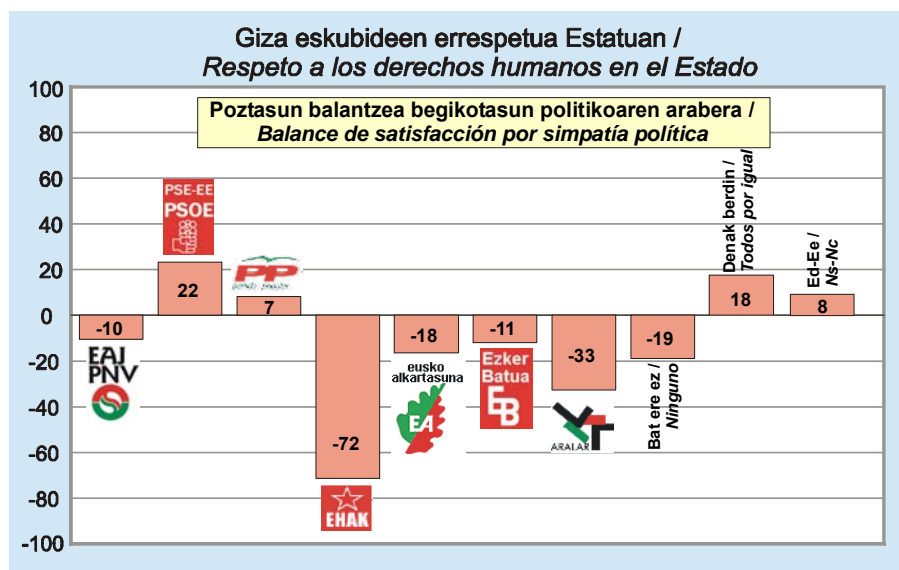 Giza eskubideen errespetua Estatuan /
Respeto a los derechos humanos en el Estado
Poztasun balantzea begikotasun politikoaren arabera /
Balance de satisfacción por simpatía política
100
80
60
40
20
0
-20
-40
-60
-80
-100
-10
EAJ
PNV
PSE-EE
PSOE
22
PP
partido popular
7
-72
EHAK
-18
eusko
alkartasuna
EA
-11
Ezker
Batua
EB
-33
ARALAR
-19
Bat ere ez /
Ninguno
Denak berdin /
Todos por igual
18
Ed-Ee /
Ns-Nc
8